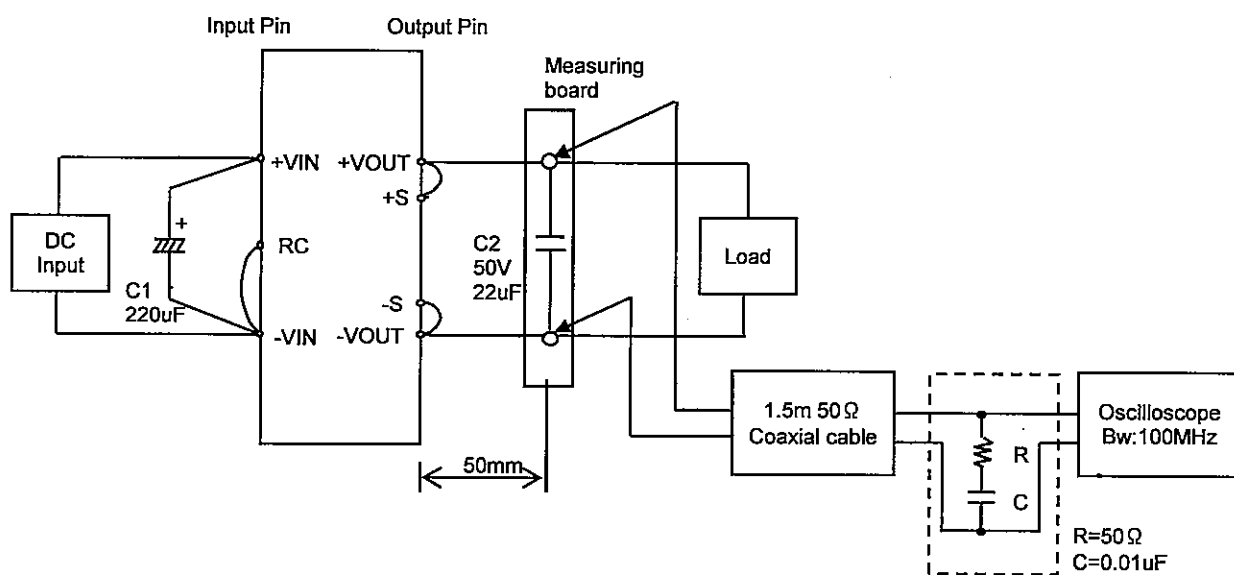 Input Pin
Output Pin
Measuring
board
+VIN
+VOUT
+S
DC
Input
+
RC
C1
220uF
C2
50V
22uF
Load
-S
-VIN
-VOUT
50mm
1.5m 50Ω
Coaxial cable
R
C
Oscilloscope
Bw:100MHz
R=50Ω
C=0.01uF